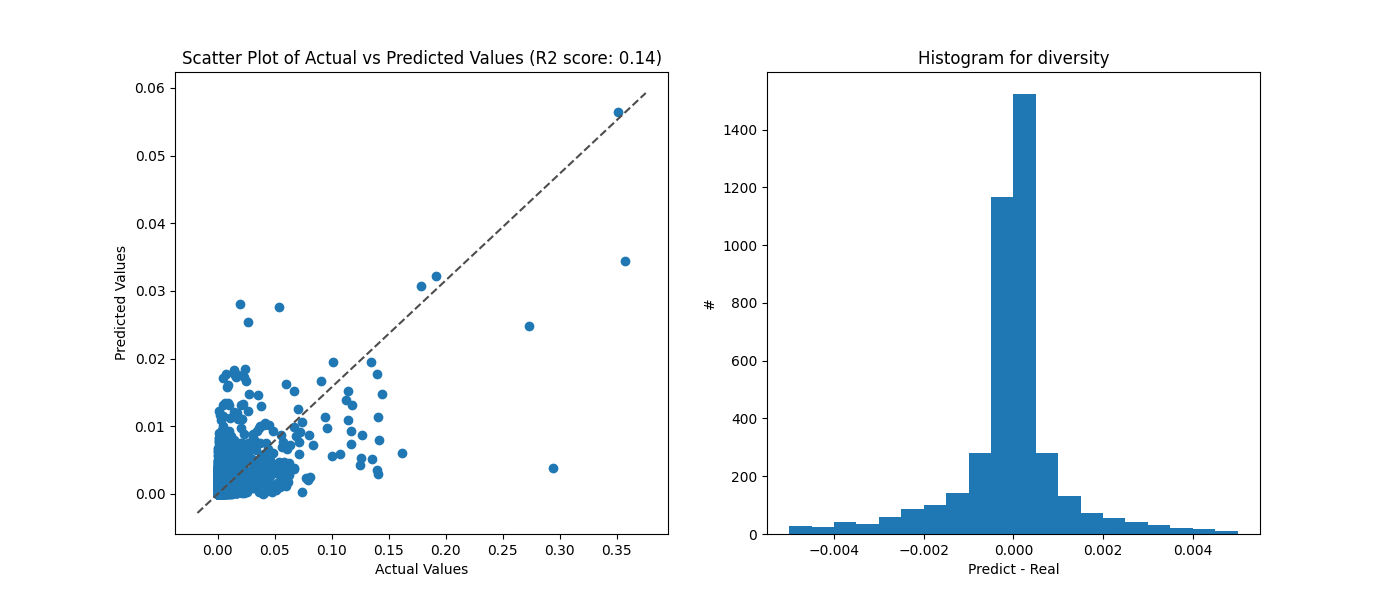 Scatter Plot of Actual vs Predicted Values (R2 score: 0.14)
0.06
0.05
0.04
0.03
0.02
0.01
0.00
Predicted Values
0.00 0.05 0.10 0.15 0.20 0.25 0.30 0.35
Actual Values
Histogram for diversity
1400
1200
1000
800
600
400
200
0
#
−0.004 −0.002 0.000 0.002 0.004
Predict - Real